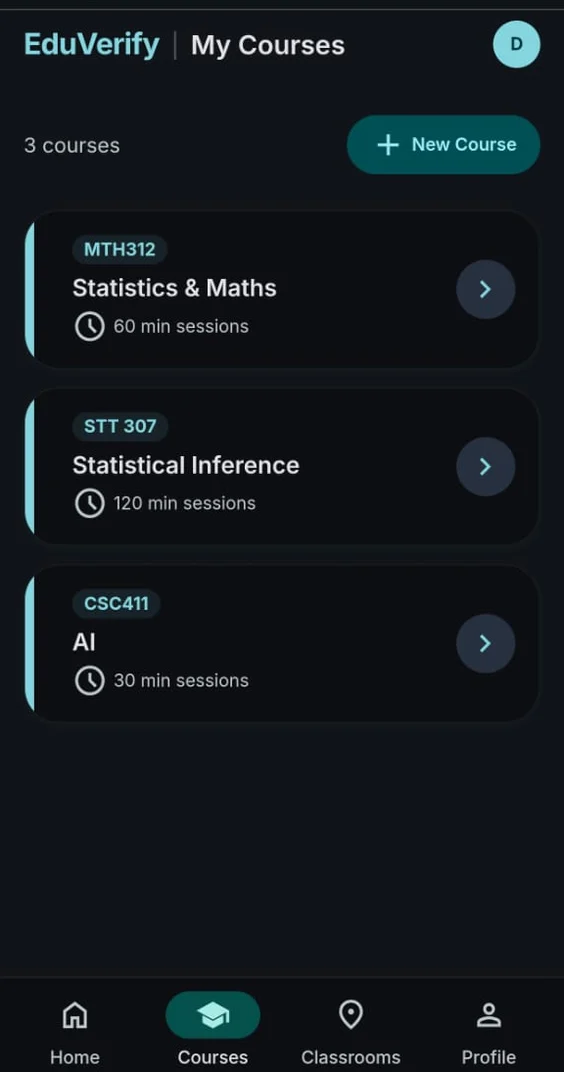 EduVerify | My Courses
D
3 courses
+ New Course
MTH312
Statistics & Maths
60 min sessions
STT 307
Statistical Inference
120 min sessions
CSC411
AI
30 min sessions
Home Courses Classrooms Profile